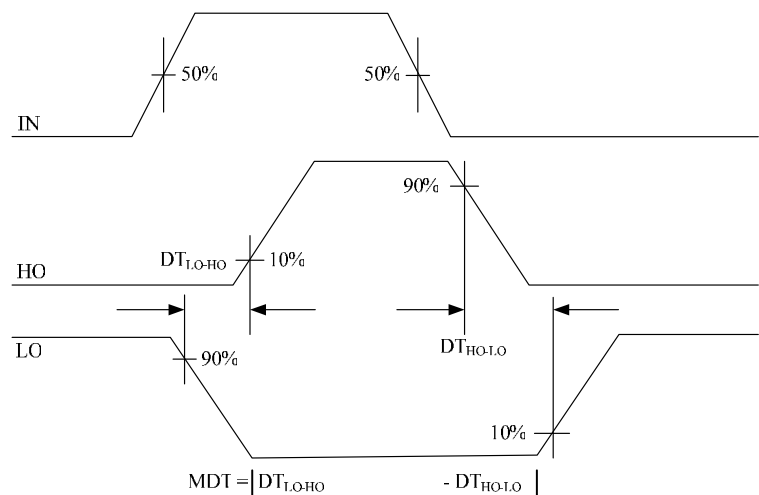 50%
50%
IN
90%
DT_LO-HO
10%
HO
DT_HO-LO
LO
90%
10%
MDT = |DT_LO-HO - DT_HO-LO|